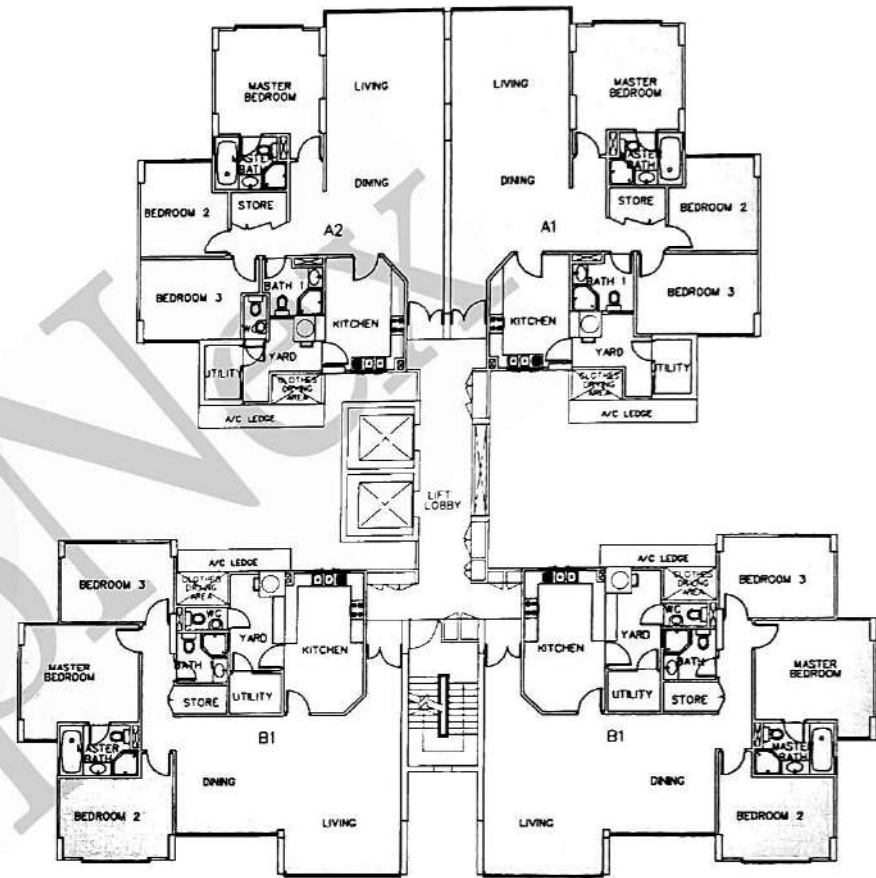 LIVING
LIVING
MASTER
BEDROOM
MASTER
BEDROOM
MASTER
BATH
MASTER
BATH
DINING
DINING
BEDROOM 2
STORE
A2
A1
STORE
BEDROOM 2
BEDROOM 3
BATH 1
BATH 1
BEDROOM 3
WC
KITCHEN
KITCHEN
YARD
YARD
UTILITY
UTILITY
CLOTHES
DRYING
AREA
CLOTHES
DRYING
AREA
A/C LEDGE
A/C LEDGE
LIFT
LOBBY
A/C LEDGE
A/C LEDGE
BEDROOM 3
CLOTHES
DRYING
AREA
CLOTHES
DRYING
AREA
BEDROOM 3
WC
WC
YARD
KITCHEN
KITCHEN
YARD
MASTER
BEDROOM
BATH
BATH
MASTER
BEDROOM
STORE
UTILITY
UTILITY
STORE
B1
B1
MASTER
BATH
MASTER
BATH
DINING
DINING
BEDROOM 2
LIVING
LIVING
BEDROOM 2